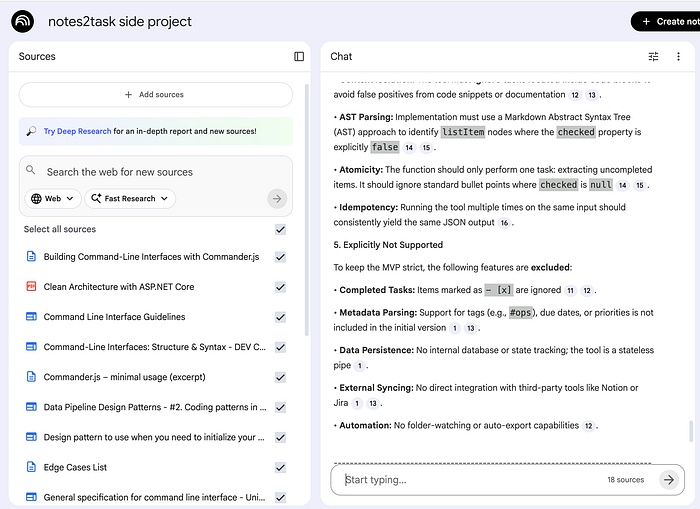 notes2task side project
+ Create not
Sources
+ Add sources
Try Deep Research for an in-depth report and new sources!
Search the web for new sources
Web
Fast Research
Select all sources
Building Command-Line Interfaces with Commander.js
PDF
Clean Architecture with ASP.NET Core
Command Line Interface Guidelines
Command-Line Interfaces: Structure & Syntax - DEV C...
Commander.js – minimal usage (excerpt)
Data Pipeline Design Patterns - #2. Coding patterns in ...
Design pattern to use when you need to initialize your ...
Edge Cases List
General specification for command line interface - Uni...
Chat
avoid false positives from code snippets or documentation 12 13 .
• AST Parsing: Implementation must use a Markdown Abstract Syntax Tree
(AST) approach to identify listItem nodes where the checked property is
explicitly false 14 15 .
• Atomicity: The function should only perform one task: extracting uncompleted
items. It should ignore standard bullet points where checked is null 14 15 .
• Idempotency: Running the tool multiple times on the same input should
consistently yield the same JSON output 16 .
5. Explicitly Not Supported
To keep the MVP strict, the following features are excluded:
• Completed Tasks: Items marked as - [x] are ignored 11 12 .
• Metadata Parsing: Support for tags (e.g., #ops), due dates, or priorities is not
included in the initial version 1 13 .
• Data Persistence: No internal database or state tracking; the tool is a stateless
pipe 1 .
• External Syncing: No direct integration with third-party tools like Notion or
Jira 1 13 .
• Automation: No folder-watching or auto-export capabilities 12 .
Start typing...
18 sources